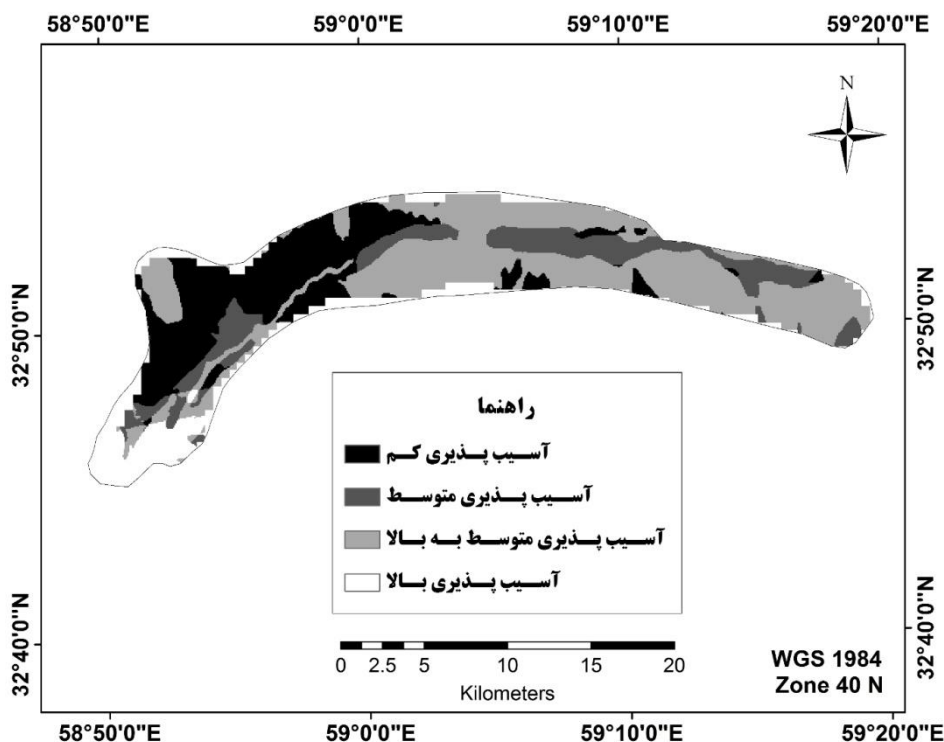 58°50'0"E 59°0'0"E 59°10'0"E 59°20'0"E
N
32°50'0"N 32°50'0"N
راهنما
آسیب پذیری کم
آسیب پذیری متوسط
آسیب پذیری متوسط به بالا
آسیب پذیری بالا
32°40'0"N 32°40'0"N
0 2.5 5 10 15 20
Kilometers
WGS 1984
Zone 40 N
58°50'0"E 59°0'0"E 59°10'0"E 59°20'0"E